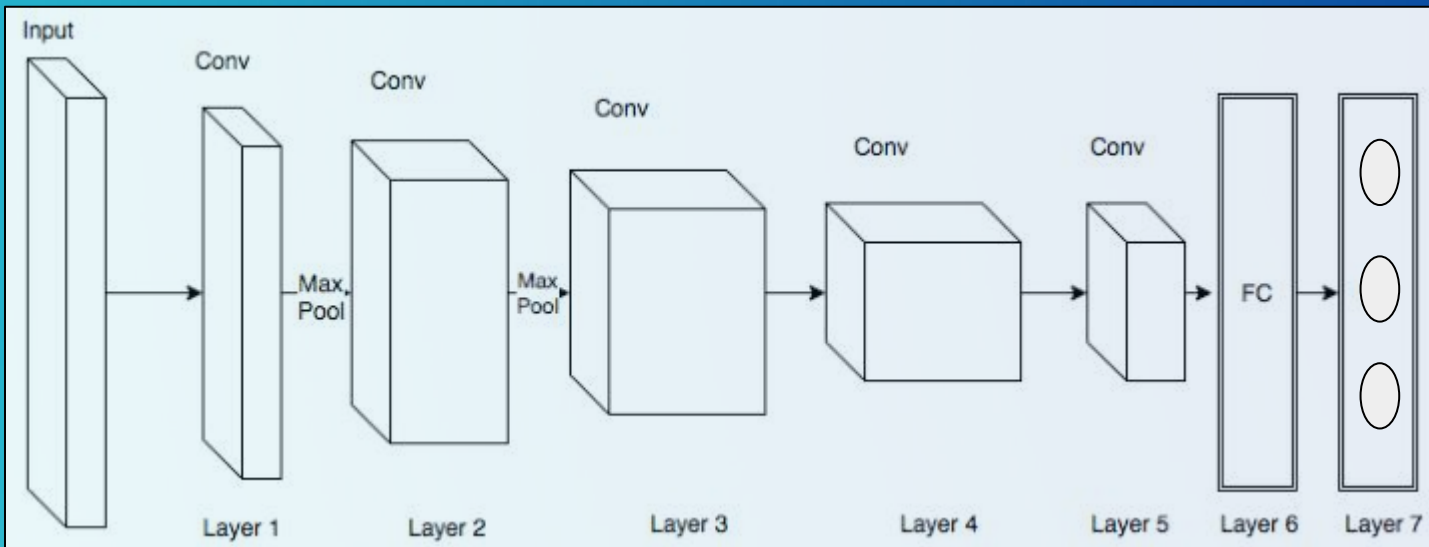 Input
Conv
Conv
Conv
Conv
Conv
Max
Pool
Max
Pool
FC
Layer 1
Layer 2
Layer 3
Layer 4
Layer 5
Layer 6
Layer 7